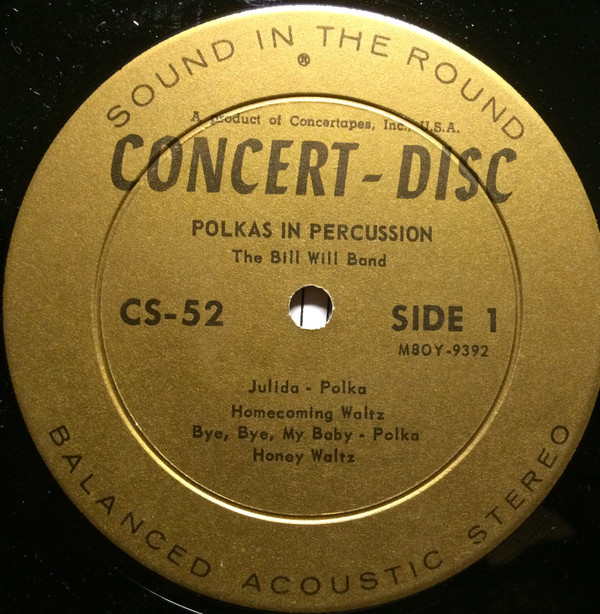 SOUND IN THE ROUND
®
A Product of Concertapes, Inc., U.S.A.
CONCERT-DISC
POLKAS IN PERCUSSION
The Bill Will Band
CS-52
SIDE 1
M8OY-9392
Julida - Polka
Homecoming Waltz
Bye, Bye, My Baby - Polka
Honey Waltz
BALANCED ACOUSTIC STEREO